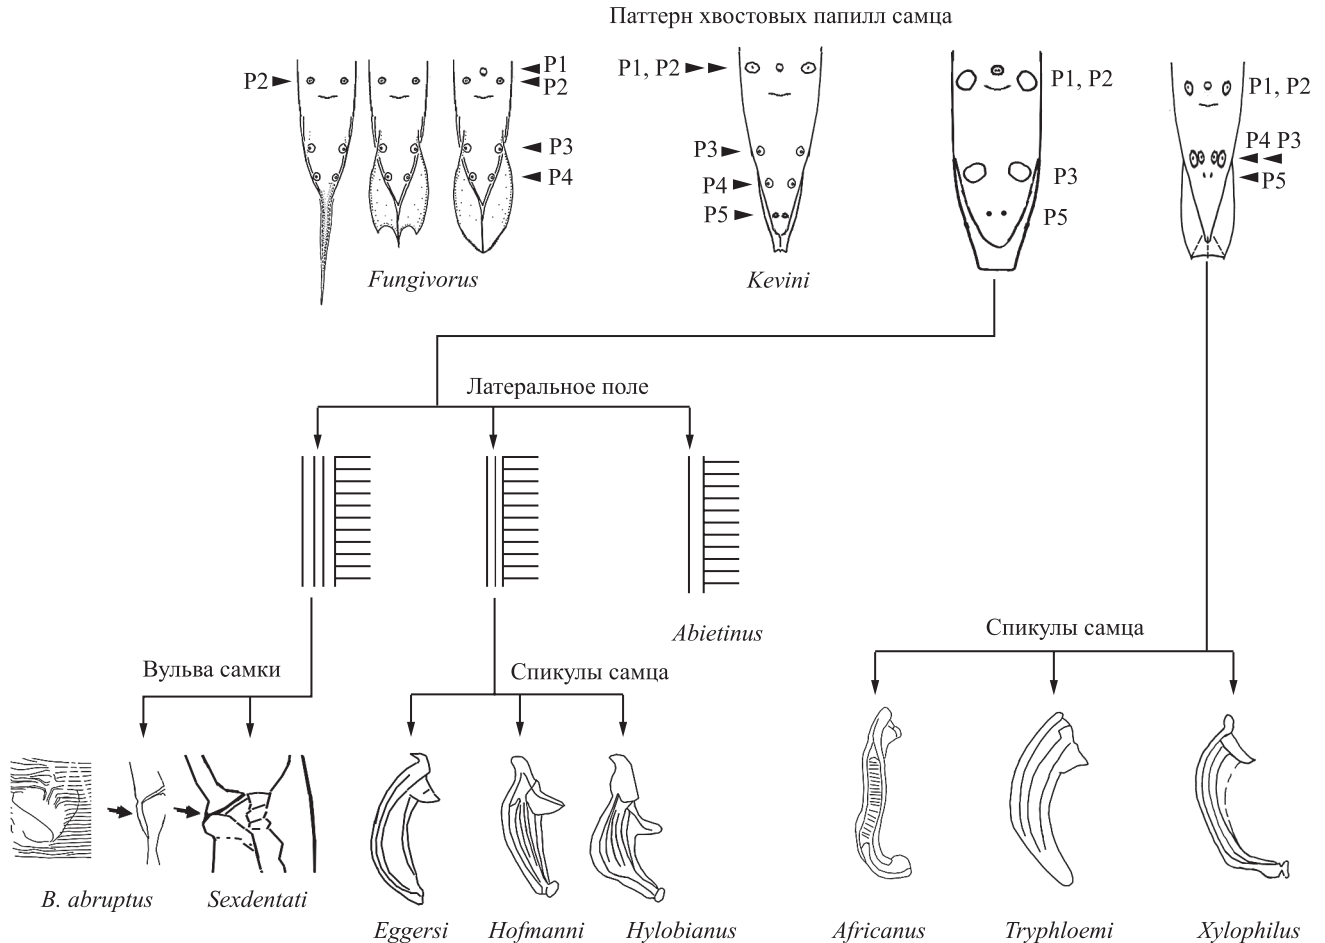 Паттерн хвостовых папилл самца
P2
P1
P2
P3
P4
Fungivorus
P1, P2
P3
P4
P5
Kevini
P1, P2
P3
P5
P1, P2
P4 P3
P5
Латеральное поле
Abietinus
Вульва самки
Спикулы самца
Спикулы самца
B. abruptus
Sexdentati
Eggersi
Hofmanni
Hylobianus
Africanus
Tryphloemi
Xylophilus